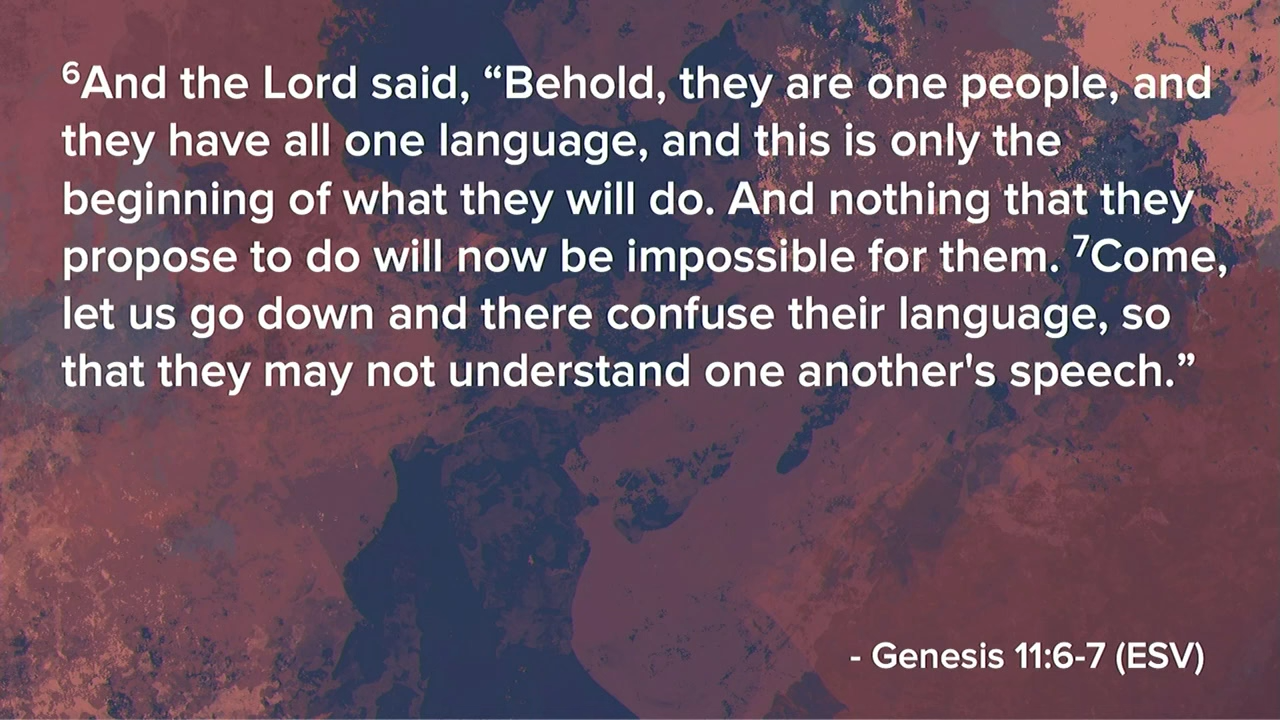 ⁶And the Lord said, “Behold, they are one people, and
they have all one language, and this is only the
beginning of what they will do. And nothing that they
propose to do will now be impossible for them. ⁷Come,
let us go down and there confuse their language, so
that they may not understand one another's speech.”
- Genesis 11:6-7 (ESV)